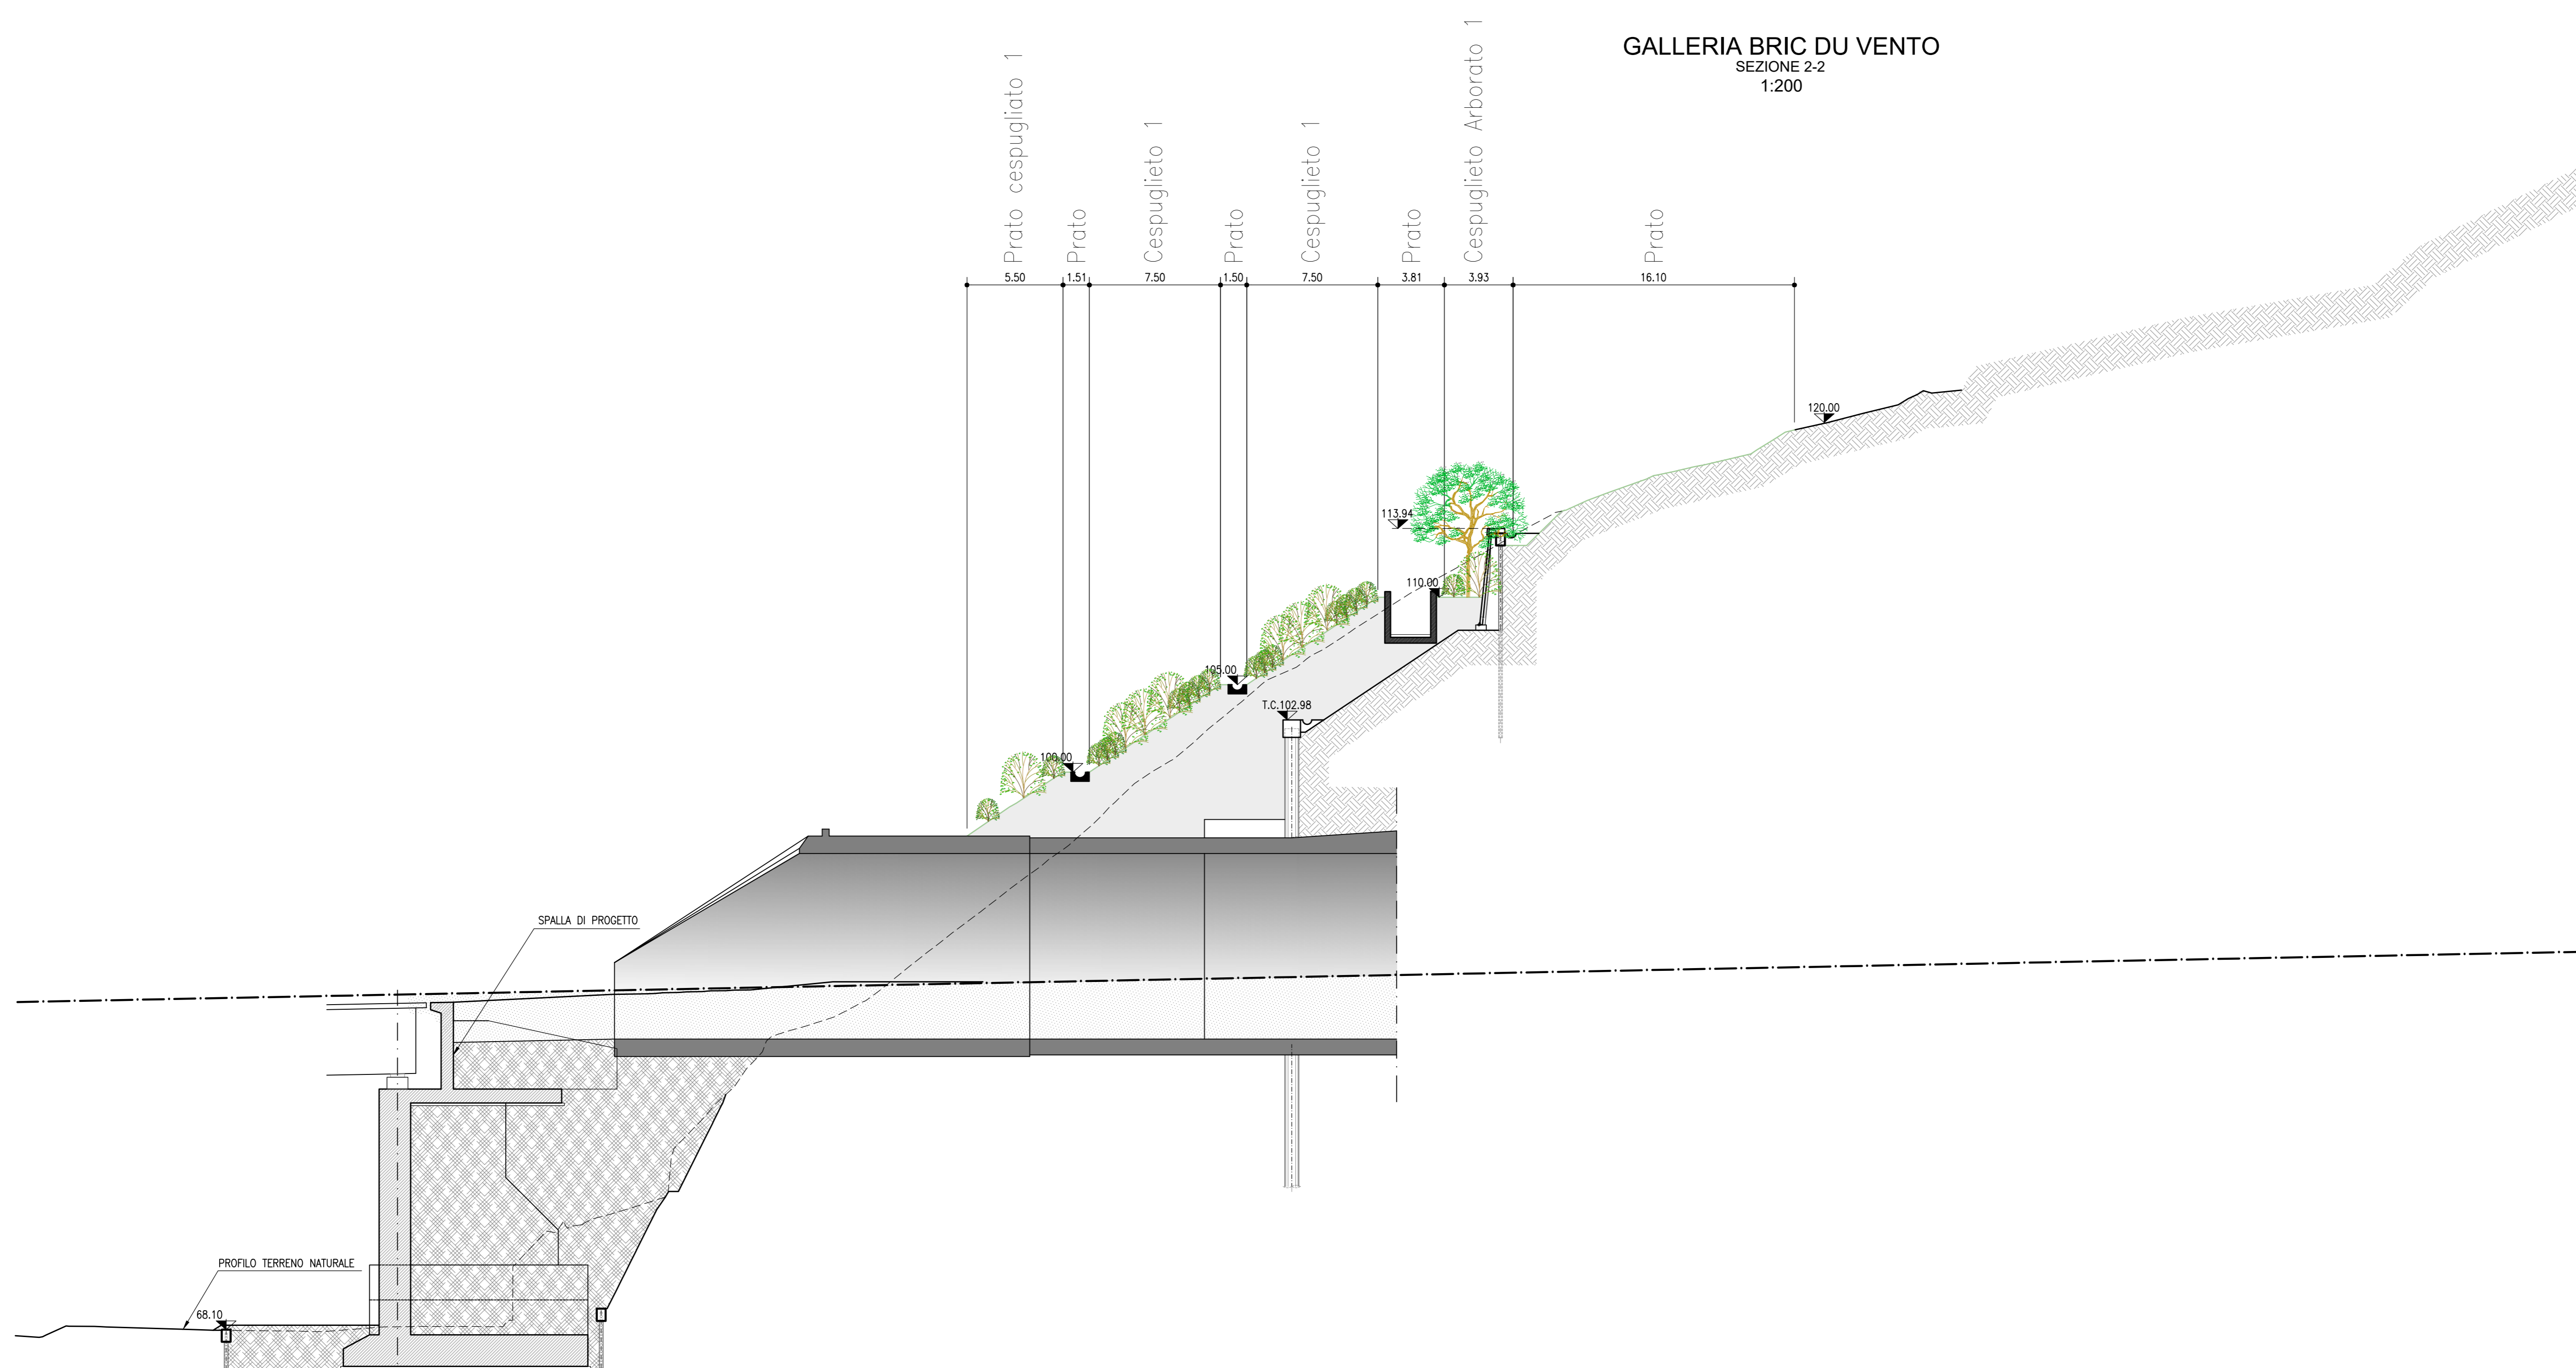 GALLERIA BRIC DU VENTO
SEZIONE 2-2
1:200
Prato cespugliato 1
Prato
Cespuglieto 1
Prato
Cespuglieto 1
Prato
Cespuglieto Arborato 1
Prato
5.50
1.51
7.50
1.50
7.50
3.81
3.93
16.10
120.00
113.94
110.00
105.00
T.C.102.98
100.00
SPALLA DI PROGETTO
PROFILO TERRENO NATURALE
68.10